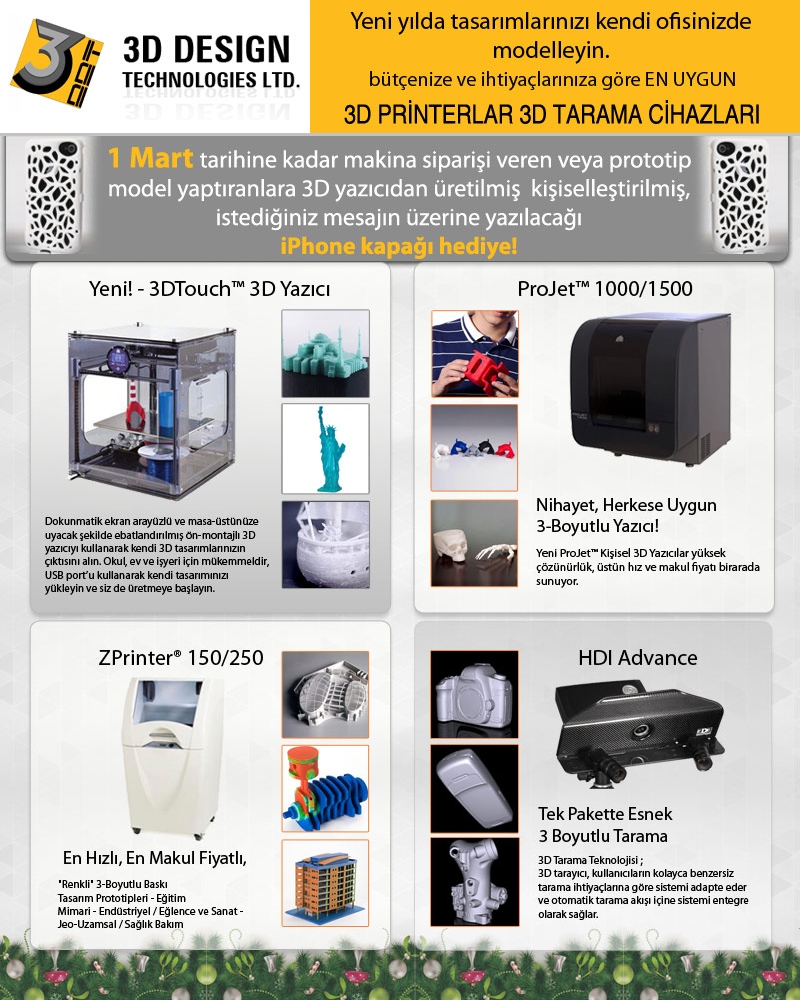 3DDT
3D DESIGN
TECHNOLOGIES LTD.
Yeni yılda tasarımlarınızı kendi ofisinizde
modelleyin.
bütçenize ve ihtiyaçlarınıza göre EN UYGUN
3D PRİNTERLAR 3D TARAMA CİHAZLARI
1 Mart tarihine kadar makina siparişi veren veya prototip
model yaptıranlara 3D yazıcıdan üretilmiş kişiselleştirilmiş,
istediğiniz mesajın üzerine yazılacağı
iPhone kapağı hediye!
Yeni! - 3DTouch™ 3D Yazıcı
Dokunmatik ekran arayüzlü ve masa-üstünüze
uyacak şekilde ebatlandırılmış ön-montajlı 3D
yazıcıyı kullanarak kendi 3D tasarımlarınızın
çıktısını alın. Okul, ev ve işyeri için mükemmeldir,
USB port'u kullanarak kendi tasarımınızı
yükleyin ve siz de üretmeye başlayın.
ProJet™ 1000/1500
Nihayet, Herkese Uygun
3-Boyutlu Yazıcı!
Yeni ProJet™ Kişisel 3D Yazıcılar yüksek
çözünürlük, üstün hız ve makul fiyatı birarada
sunuyor.
ZPrinter® 150/250
En Hızlı, En Makul Fiyatlı,
"Renkli" 3-Boyutlu Baskı
Tasarım Prototipleri - Eğitim
Mimari - Endüstriyel / Eğlence ve Sanat -
Jeo-Uzamsal / Sağlık Bakım
HDI Advance
Tek Pakette Esnek
3 Boyutlu Tarama
3D Tarama Teknolojisi ;
3D tarayıcı, kullanıcıların kolayca benzersiz
tarama ihtiyaçlarına göre sistemi adapte eder
ve otomatik tarama akışı içine sistemi entegre
olarak sağlar.